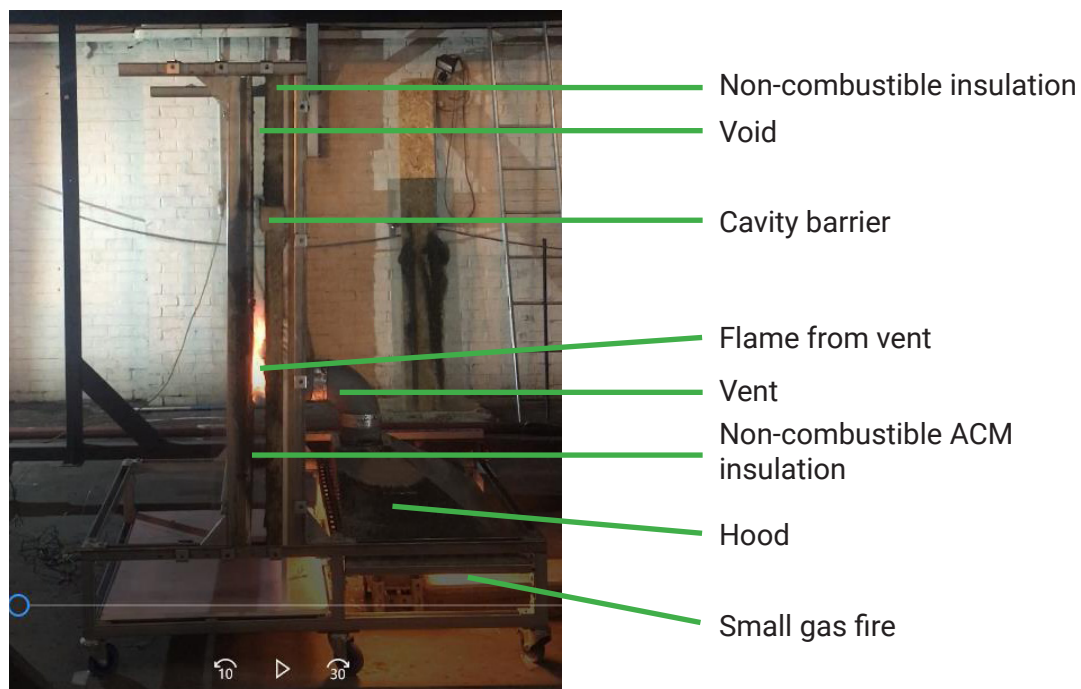 Non-combustible insulation
Void
Cavity barrier
Flame from vent
Vent
Non-combustible ACM
insulation
Hood
Small gas fire
10
30